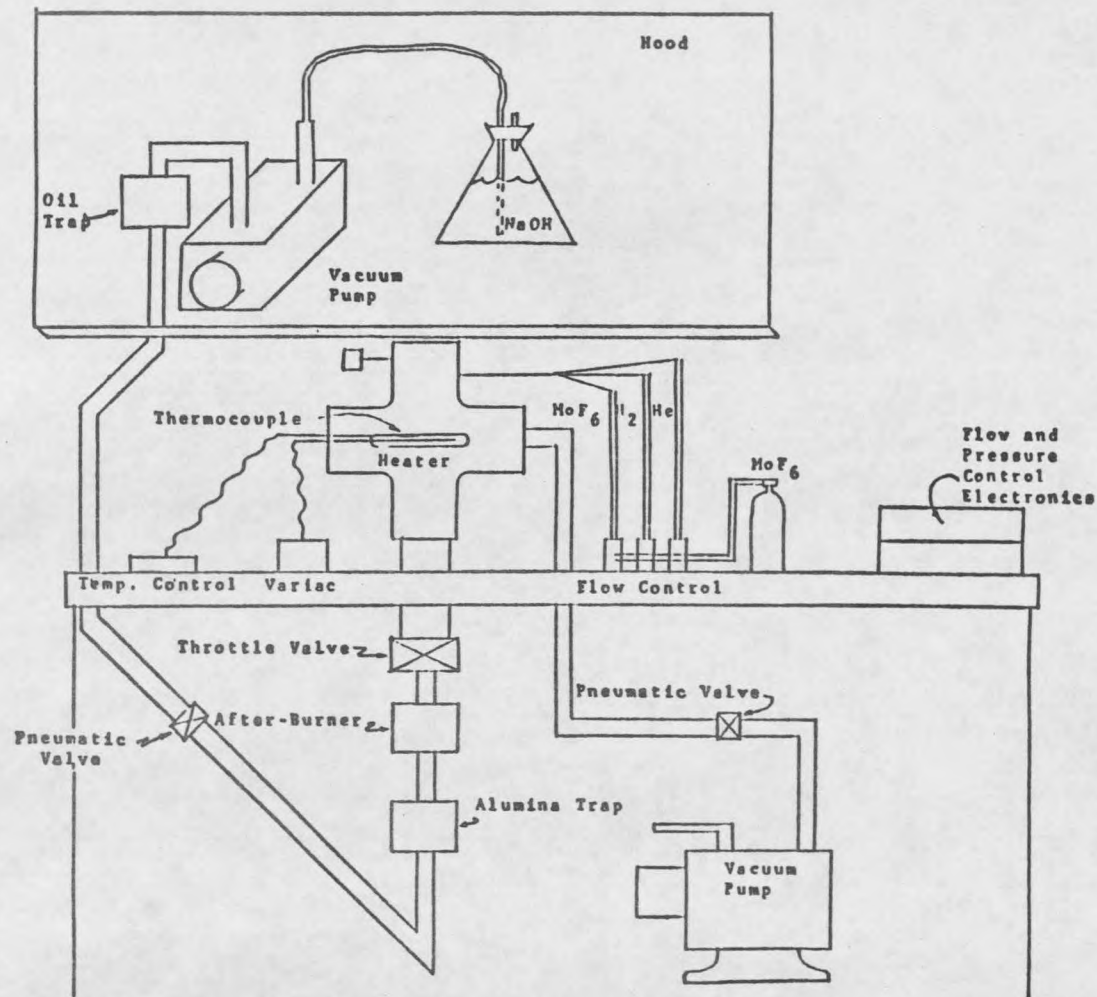 Hood
Oil
Trap
NaOH
Vacuum
Pump
Thermocouple
Heater
MoF6
H2
He
MoF6
Flow and
Pressure
Control
Electronics
Temp. Control
Variac
Flow Control
Throttle Valve
Pneumatic Valve
After-Burner
Pneumatic
Valve
Alumina Trap
Vacuum
Pump